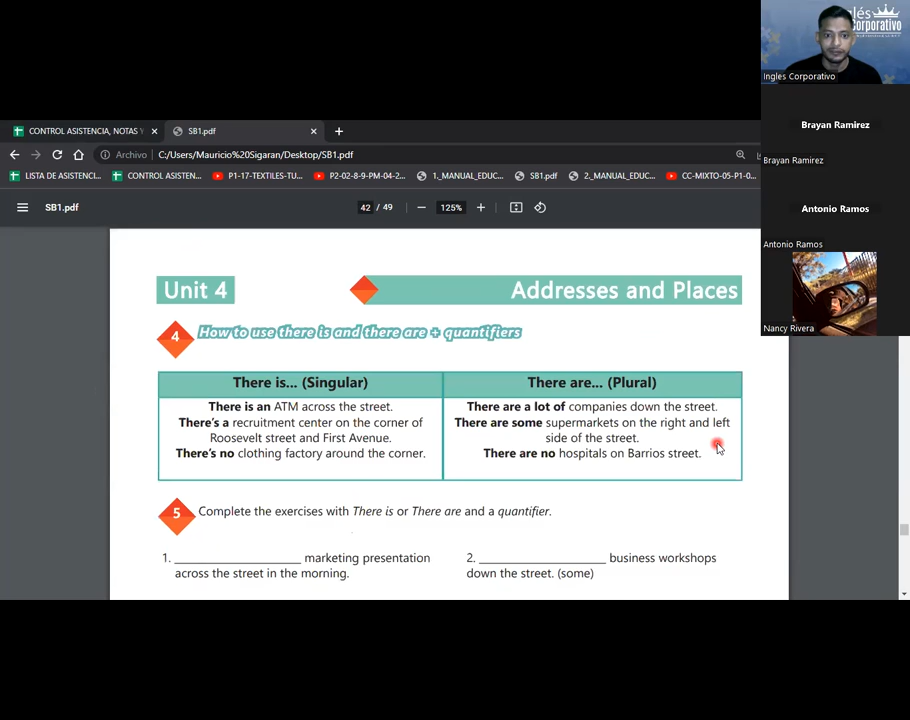 glés
Corporativo
Ingles Corporativo
Brayan Ramirez
Brayan Ramirez
Antonio Ramos
Antonio Ramos
Nancy Rivera
CONTROL ASISTENCIA, NOTAS Y
SB1.pdf
Archivo C:/Users/Mauricio%20Sigaran/Desktop/SB1.pdf
LISTA DE ASISTENCI... CONTROL ASISTEN... P1-17-TEXTILES-TU... P2-02-8-9-PM-04-2... 1._MANUAL_EDUC... SB1.pdf 2._MANUAL_EDUC... CC-MIXTO-05-P1-0...
SB1.pdf 42 / 49 − 125% +
Unit 4 Addresses and Places
4 How to use there is and there are + quantifiers
There is... (Singular) There are... (Plural)
There is an ATM across the street.
There's a recruitment center on the corner of
Roosevelt street and First Avenue.
There's no clothing factory around the corner.
There are a lot of companies down the street.
There are some supermarkets on the right and left
side of the street.
There are no hospitals on Barrios street.
5 Complete the exercises with There is or There are and a quantifier.
1. ____________________ marketing presentation
across the street in the morning.
2. ____________________ business workshops
down the street. (some)